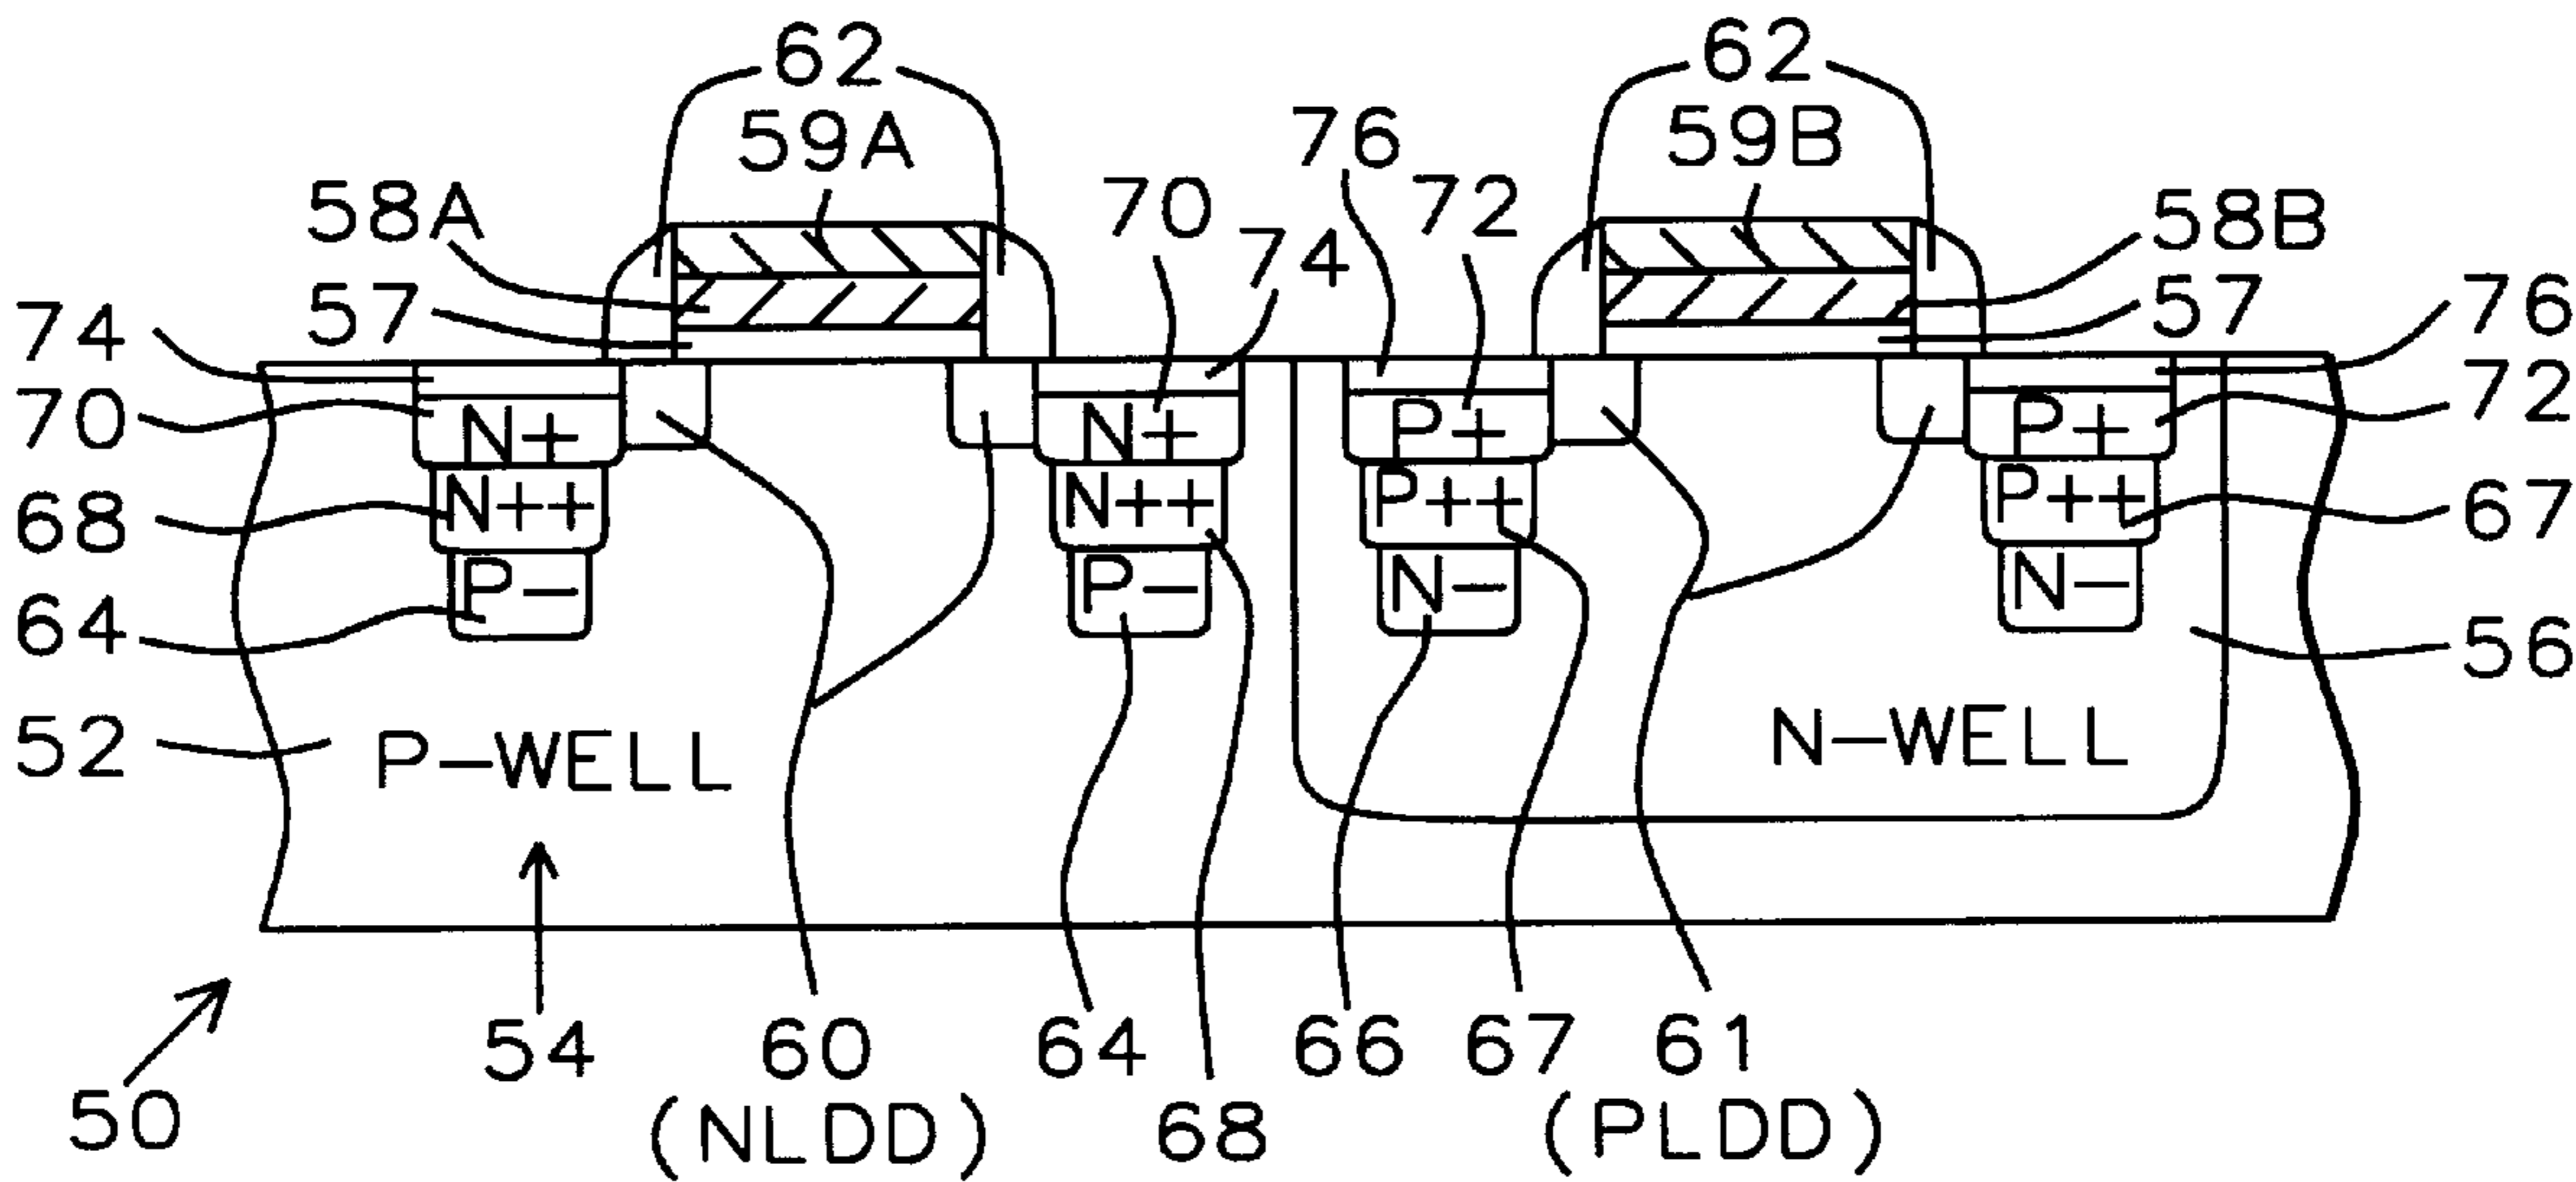 62 62
59A 76 59B
58A 70 72 58B
74
57 57
74 76
70 N+ N+ P+ P+ 72
68 N++ N++ P++ P++ 67
64 P- P- N- N-
56
52 P-WELL N-WELL
54 60 64 66 67 61
50 (NLDD) 68 (PLDD)